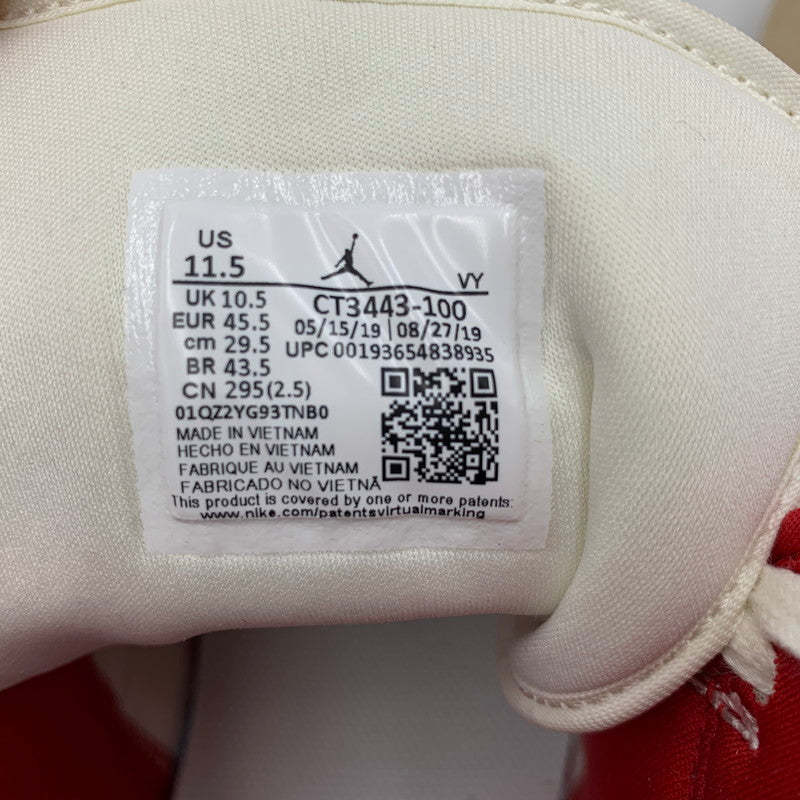 US
11.5
VY
UK 10.5
EUR 45.5
cm 29.5
BR 43.5
CN 295(2.5)
CT3443-100
05/15/19 | 08/27/19
UPC 00193654838935
01QZ2YG93TNB0
MADE IN VIETNAM
HECHO EN VIETNAM
FABRIQUE AU VIETNAM
FABRICADO NO VIETNÃ
This product is covered by one or more patents:
www.nike.com/patentsvirtualmarking